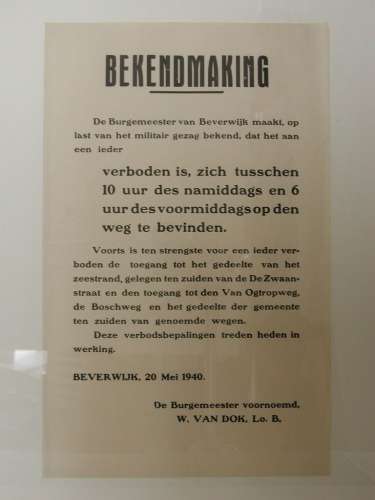 BEKENDMAKING
De Burgemeester van Beverwijk maakt, op
last van het militair gezag bekend, dat het aan
een ieder
verboden is, zich tusschen
10 uur des namiddags en 6
uur des voormiddags op den
weg te bevinden.
Voorts is ten strengste voor een ieder ver-
boden de toegang tot het gedeelte van het
zeestrand, gelegen ten zuiden van de De Zwaan-
straat en den toegang tot den Van Ogtropweg,
de Boschweg en het gedeelte der gemeente
ten zuiden van genoemde wegen.
Deze verbodsbepalingen treden heden in
werking.
BEVERWIJK, 20 Mei 1940.
De Burgemeester voornoemd,
W. VAN DOK, Lo. B.